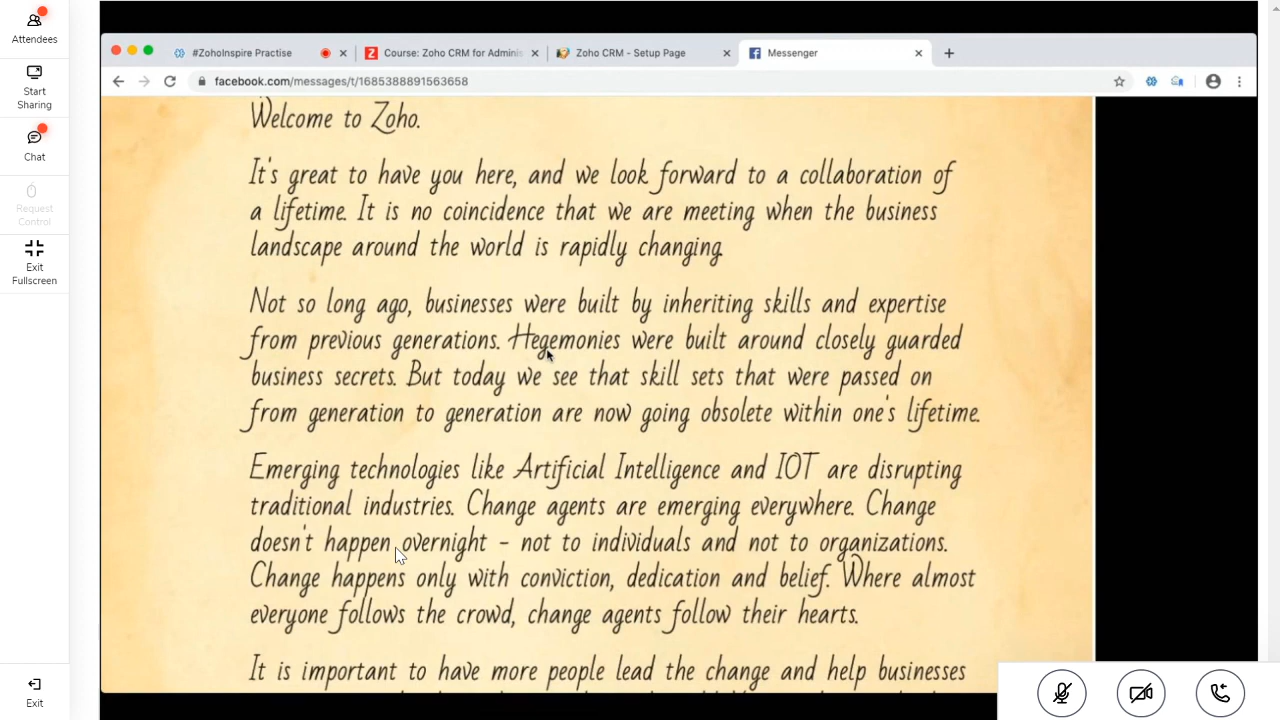 Attendees
Start
Sharing
Chat
Request
Control
Exit
Fullscreen
Exit
#ZohoInspire Practise
Course: Zoho CRM for Adminis
Zoho CRM - Setup Page
Messenger
facebook.com/messages/t/1685388891563658
Welcome to Zoho.
It's great to have you here, and we look forward to a collaboration of
a lifetime. It is no coincidence that we are meeting when the business
landscape around the world is rapidly changing.
Not so long ago, businesses were built by inheriting skills and expertise
from previous generations. Hegemonies were built around closely guarded
business secrets. But today we see that skill sets that were passed on
from generation to generation are now going obsolete within one's lifetime.
Emerging technologies like Artificial Intelligence and IOT are disrupting
traditional industries. Change agents are emerging everywhere. Change
doesn't happen overnight - not to individuals and not to organizations.
Change happens only with conviction, dedication and belief. Where almost
everyone follows the crowd, change agents follow their hearts.
It is important to have more people lead the change and help businesses